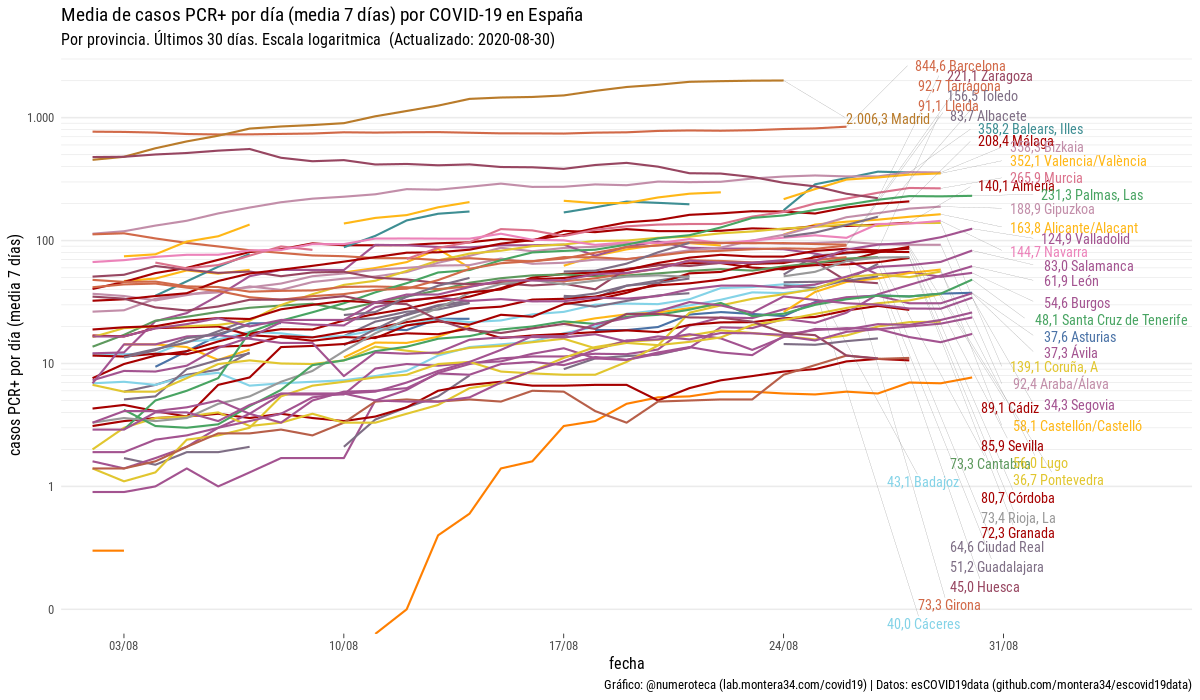 Media de casos PCR+ por día (media 7 días) por COVID-19 en España
Por provincia. Últimos 30 días. Escala logaritmica (Actualizado: 2020-08-30)
844,6 Barcelona
221,1 Zaragoza
92,7 Tarragona
156,5 Toledo
91,1 Lleida
83,7 Albacete
2.006,3 Madrid
358,2 Balears, Illes
208,4 Málaga
Bizkaia
352,1 Valencia/València
265,9 Murcia
140,1 Almería
231,3 Palmas, Las
188,9 Gipuzkoa
163,8 Alicante/Alacant
124,9 Valladolid
144,7 Navarra
83,0 Salamanca
61,9 León
54,6 Burgos
48,1 Santa Cruz de Tenerife
37,6 Asturias
37,3 Ávila
139,1 Coruña, A
92,4 Araba/Álava
89,1 Cádiz
34,3 Segovia
58,1 Castellón/Castelló
85,9 Sevilla
73,3 Cantabria
Lugo
43,1 Badajoz
36,7 Pontevedra
80,7 Córdoba
73,4 Rioja, La
72,3 Granada
64,6 Ciudad Real
51,2 Guadalajara
45,0 Huesca
73,3 Girona
40,0 Cáceres
casos PCR+ por día (media 7 días)
1.000
100
10
1
0
03/08
10/08
17/08
24/08
31/08
fecha
Gráfico: @numeroteca (lab.montera34.com/covid19) | Datos: esCOVID19data (github.com/montera34/escovid19data)